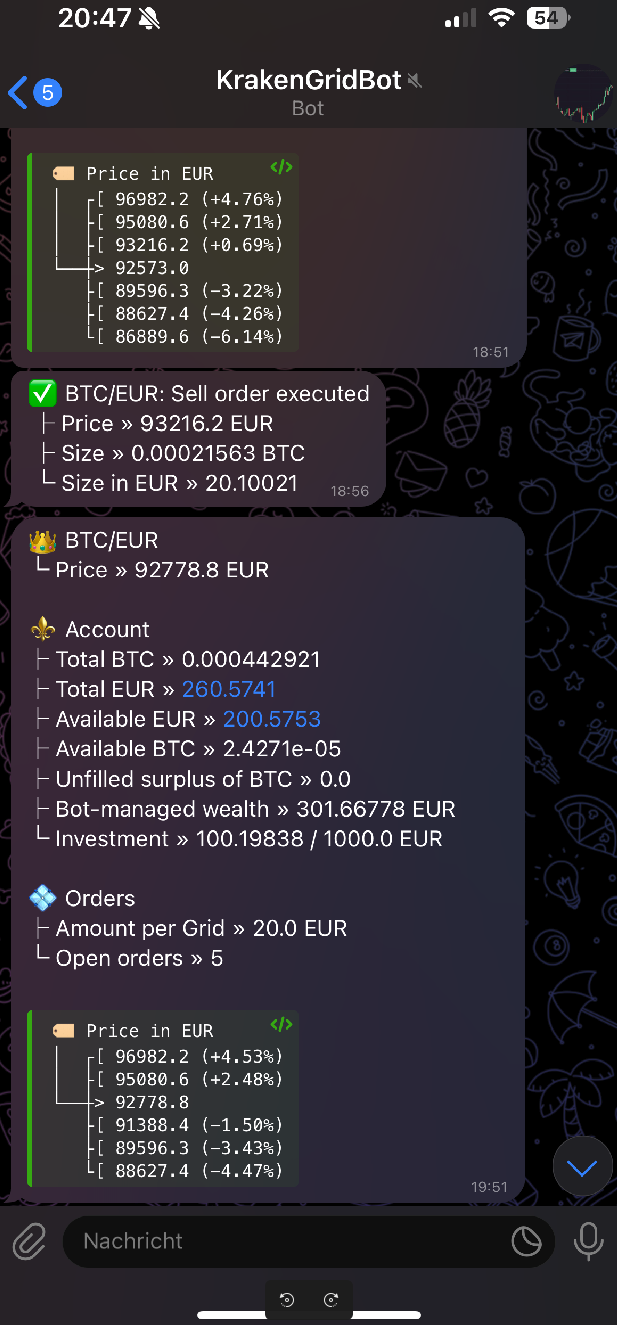 20:47
54
5
KrakenGridBot
Bot
</>
Price in EUR
┌[ 96982.2 (+4.76%)
├[ 95080.6 (+2.71%)
├[ 93216.2 (+0.69%)
└──┼> 92573.0
├[ 89596.3 (−3.22%)
├[ 88627.4 (−4.26%)
└[ 86889.6 (−6.14%)
18:51
✅ BTC/EUR: Sell order executed
├ Price » 93216.2 EUR
├ Size » 0.00021563 BTC
└ Size in EUR » 20.10021
18:56
👑 BTC/EUR
└ Price » 92778.8 EUR
⚜️ Account
├ Total BTC » 0.000442921
├ Total EUR » 260.5741
├ Available EUR » 200.5753
├ Available BTC » 2.4271e-05
├ Unfilled surplus of BTC » 0.0
├ Bot-managed wealth » 301.66778 EUR
└ Investment » 100.19838 / 1000.0 EUR
💠 Orders
├ Amount per Grid » 20.0 EUR
└ Open orders » 5
</>
Price in EUR
┌[ 96982.2 (+4.53%)
├[ 95080.6 (+2.48%)
└──┼> 92778.8
├[ 91388.4 (−1.50%)
├[ 89596.3 (−3.43%)
└[ 88627.4 (−4.47%)
19:51
Nachricht